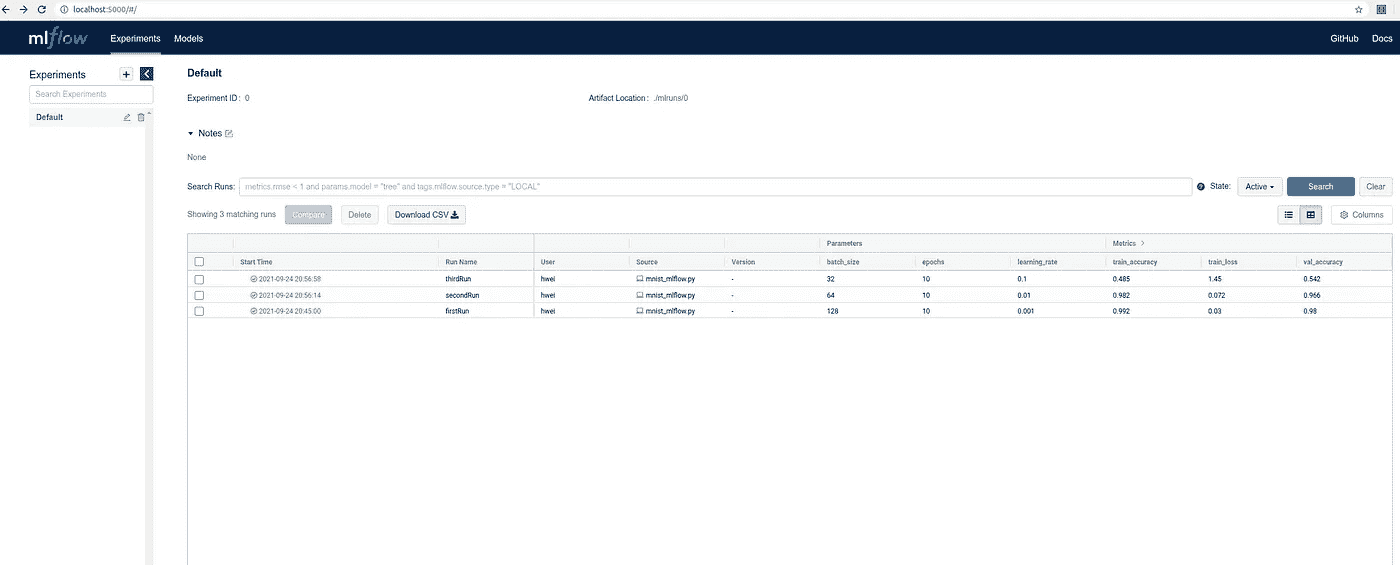 localhost:5000/#/
mlflow Experiments Models GitHub Docs
Experiments +
Search Experiments
Default
Default
Experiment ID : 0 Artifact Location : ./mlruns/0
Notes
None
Search Runs: metrics.rmse < 1 and params.model = "tree" and tags.mlflow.source.type = "LOCAL" ? State: Active Search Clear
Showing 3 matching runs Compare Delete Download CSV Columns
Parameters Metrics >
Start Time Run Name User Source Version batch_size epochs learning_rate train_accuracy train_loss val_accuracy
2021-09-24 20:56:58 thirdRun hwei mnist_mlflow.py - 32 10 0.1 0.485 1.45 0.542
2021-09-24 20:56:14 secondRun hwei mnist_mlflow.py - 64 10 0.01 0.982 0.072 0.966
2021-09-24 20:45:00 firstRun hwei mnist_mlflow.py - 128 10 0.001 0.992 0.03 0.98